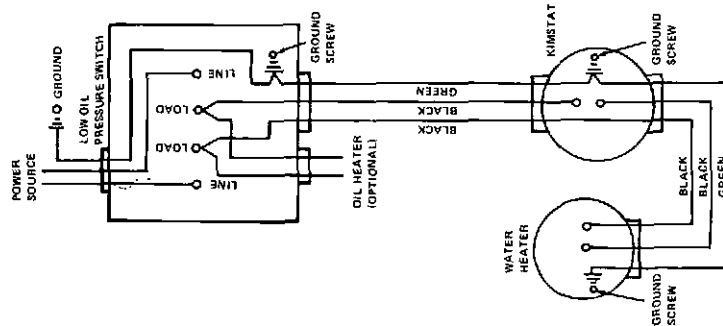 POWER
SOURCE
GROUND
LOW OIL
PRESSURE SWITCH
LINE
LOAD
LOAD
LINE
GROUND
SCREW
OIL HEATER
(OPTIONAL)
GREEN
BLACK
BLACK
KIMSTAT
GROUND
SCREW
WATER
HEATER
GROUND
SCREW
BLACK
BLACK
GREEN